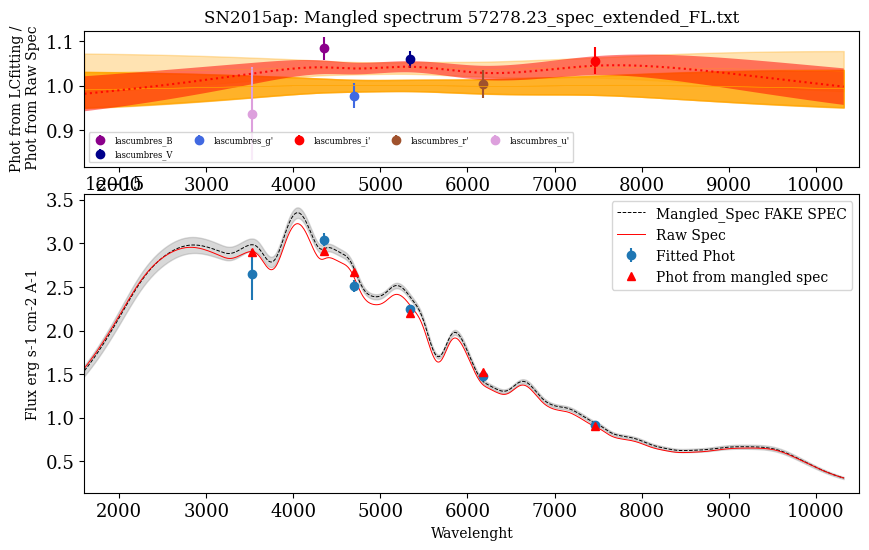 SN2015ap: Mangled spectrum 57278.23_spec_extended_FL.txt
Phot from LCfitting /
Phot from Raw Spec
1.1
1.0
0.9
lascumbres_B
lascumbres_V
lascumbres_g'
lascumbres_i'
lascumbres_r'
lascumbres_u'
2000 3000 4000 5000 6000 7000 8000 9000 10000
1e−15
Flux erg s-1 cm-2 A-1
3.5
3.0
2.5
2.0
1.5
1.0
0.5
Mangled_Spec FAKE SPEC
Raw Spec
Fitted Phot
Phot from mangled spec
2000 3000 4000 5000 6000 7000 8000 9000 10000
Wavelenght